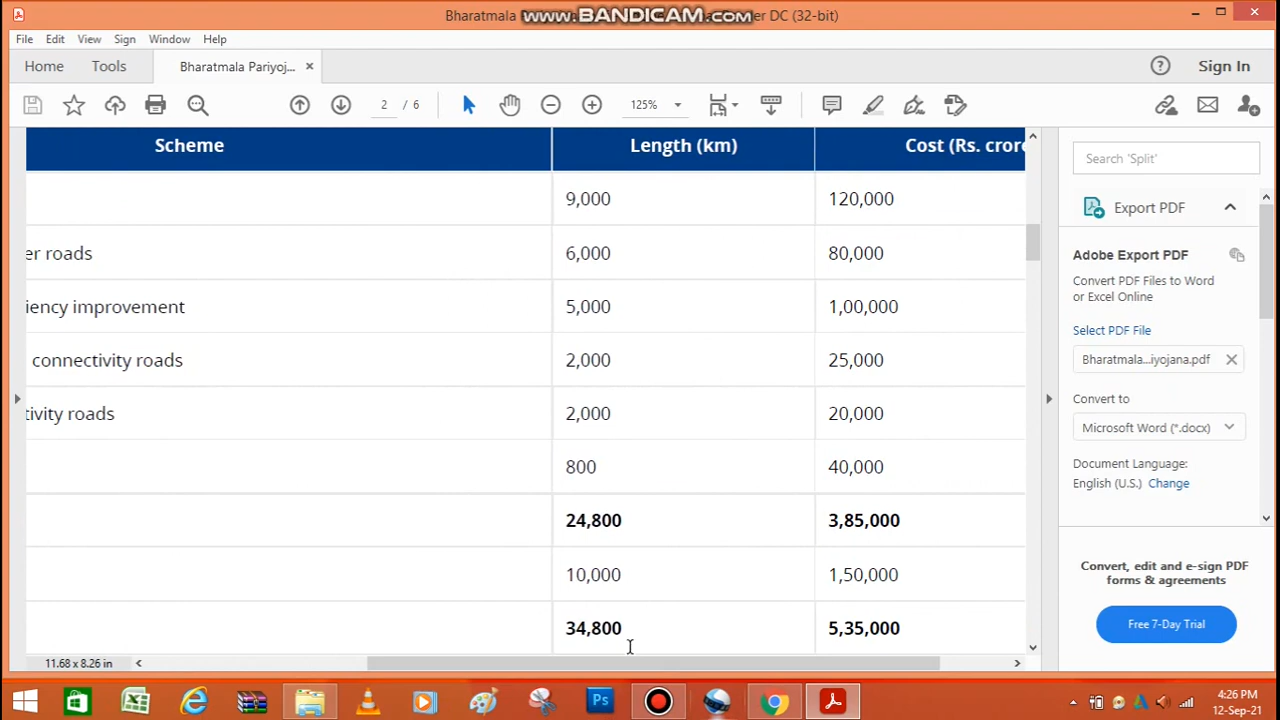 Bharatmala P
www.BANDICAM.com
er DC (32-bit)
File Edit View Sign Window Help
Home Tools Bharatmala Pariyoj... × Sign In
2 / 6 125%
Scheme Length (km) Cost (Rs. crore
9,000 120,000
er roads 6,000 80,000
iency improvement 5,000 1,00,000
connectivity roads 2,000 25,000
tivity roads 2,000 20,000
800 40,000
24,800 3,85,000
10,000 1,50,000
34,800 5,35,000
11.68 x 8.26 in
Search 'Split'
Export PDF
Adobe Export PDF
Convert PDF Files to Word
or Excel Online
Select PDF File
Bharatmala...iyojana.pdf
Convert to
Microsoft Word (*.docx)
Document Language:
English (U.S.) Change
Convert, edit and e-sign PDF
forms & agreements
Free 7-Day Trial
Ps
4:26 PM
12-Sep-21